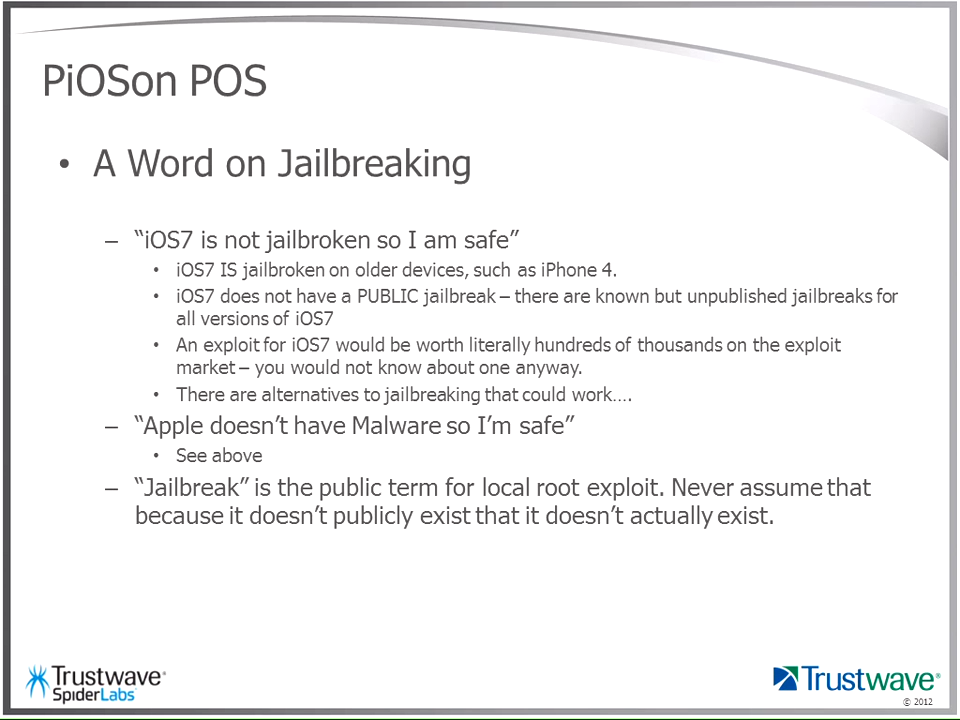 PiOSon POS
• A Word on Jailbreaking
– “iOS7 is not jailbroken so I am safe”
• iOS7 IS jailbroken on older devices, such as iPhone 4.
• iOS7 does not have a PUBLIC jailbreak – there are known but unpublished jailbreaks for
all versions of iOS7
• An exploit for iOS7 would be worth literally hundreds of thousands on the exploit
market – you would not know about one anyway.
• There are alternatives to jailbreaking that could work….
– “Apple doesn’t have Malware so I’m safe”
• See above
– “Jailbreak” is the public term for local root exploit. Never assume that
because it doesn’t publicly exist that it doesn’t actually exist.
Trustwave®
SpiderLabs®
Trustwave®
© 2012